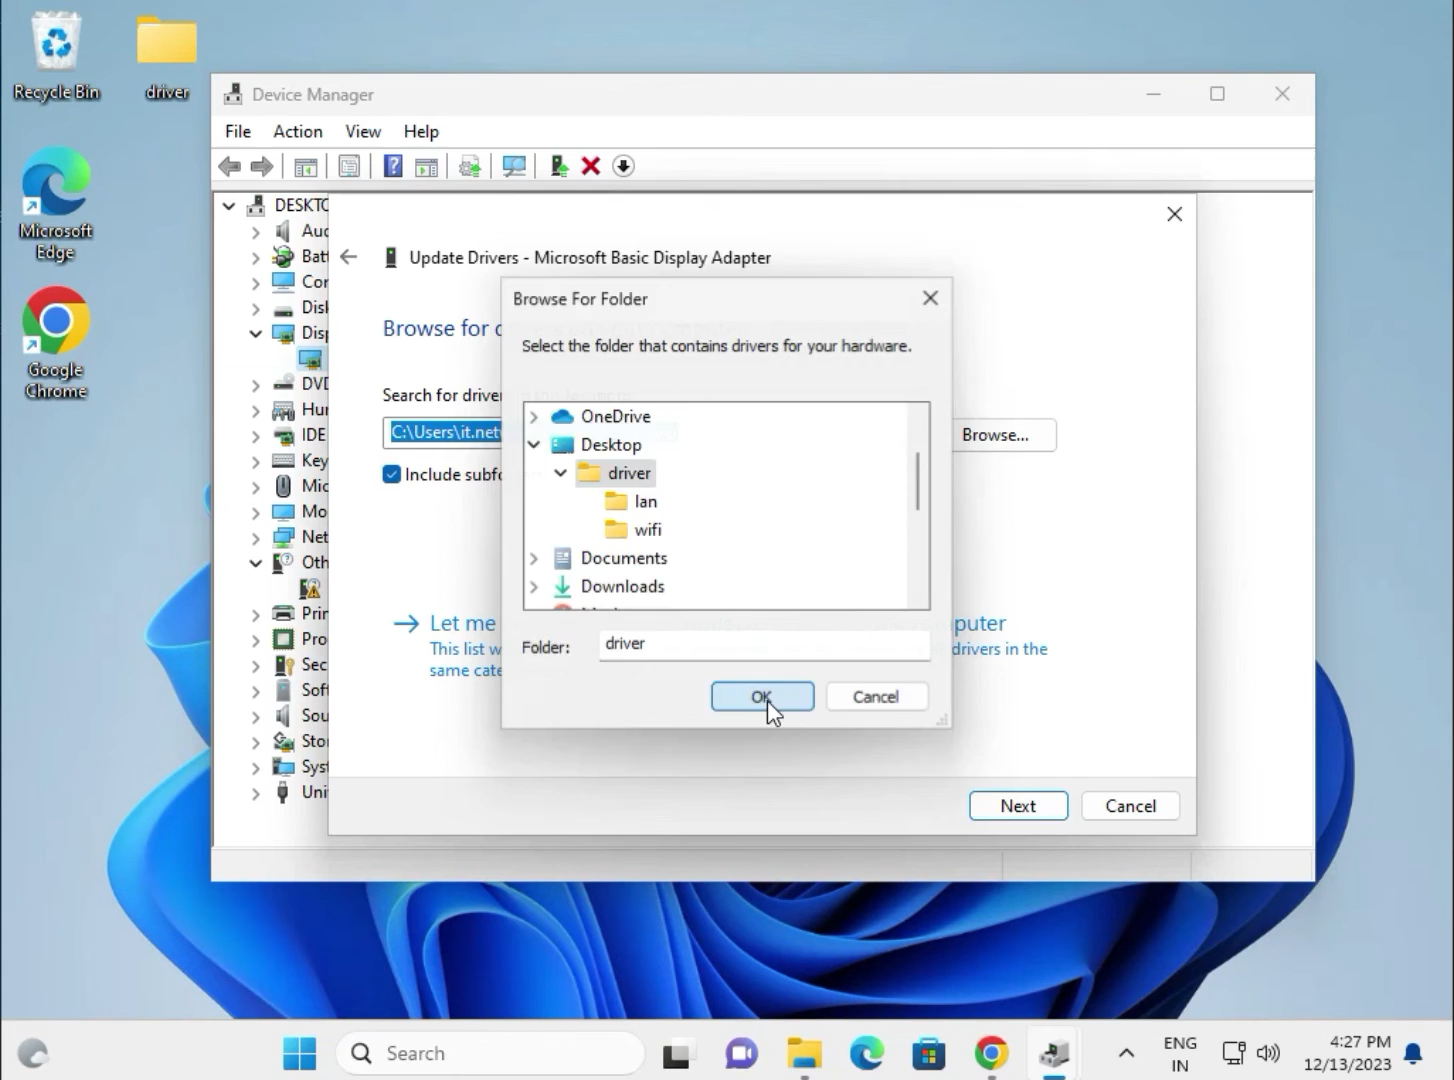 Recycle Bin
driver
Microsoft
Edge
Google
Chrome
Device Manager
File Action View Help
DESKTO
Aud
Batt
Cor
Disk
Disp
DVD
Hur
IDE
Key
Mic
Mo
Net
Oth
Prin
Pro
Sec
Soft
Sou
Sto
Syst
Uni
Update Drivers - Microsoft Basic Display Adapter
Browse for d
Search for driver
C:\Users\it.net
Browse...
Include subfo
Let me
puter
This list w
drivers in the
same cate
Next
Cancel
Browse For Folder
Select the folder that contains drivers for your hardware.
OneDrive
Desktop
driver
lan
wifi
Documents
Downloads
Folder: driver
OK
Cancel
Search
ENG
IN
4:27 PM
12/13/2023